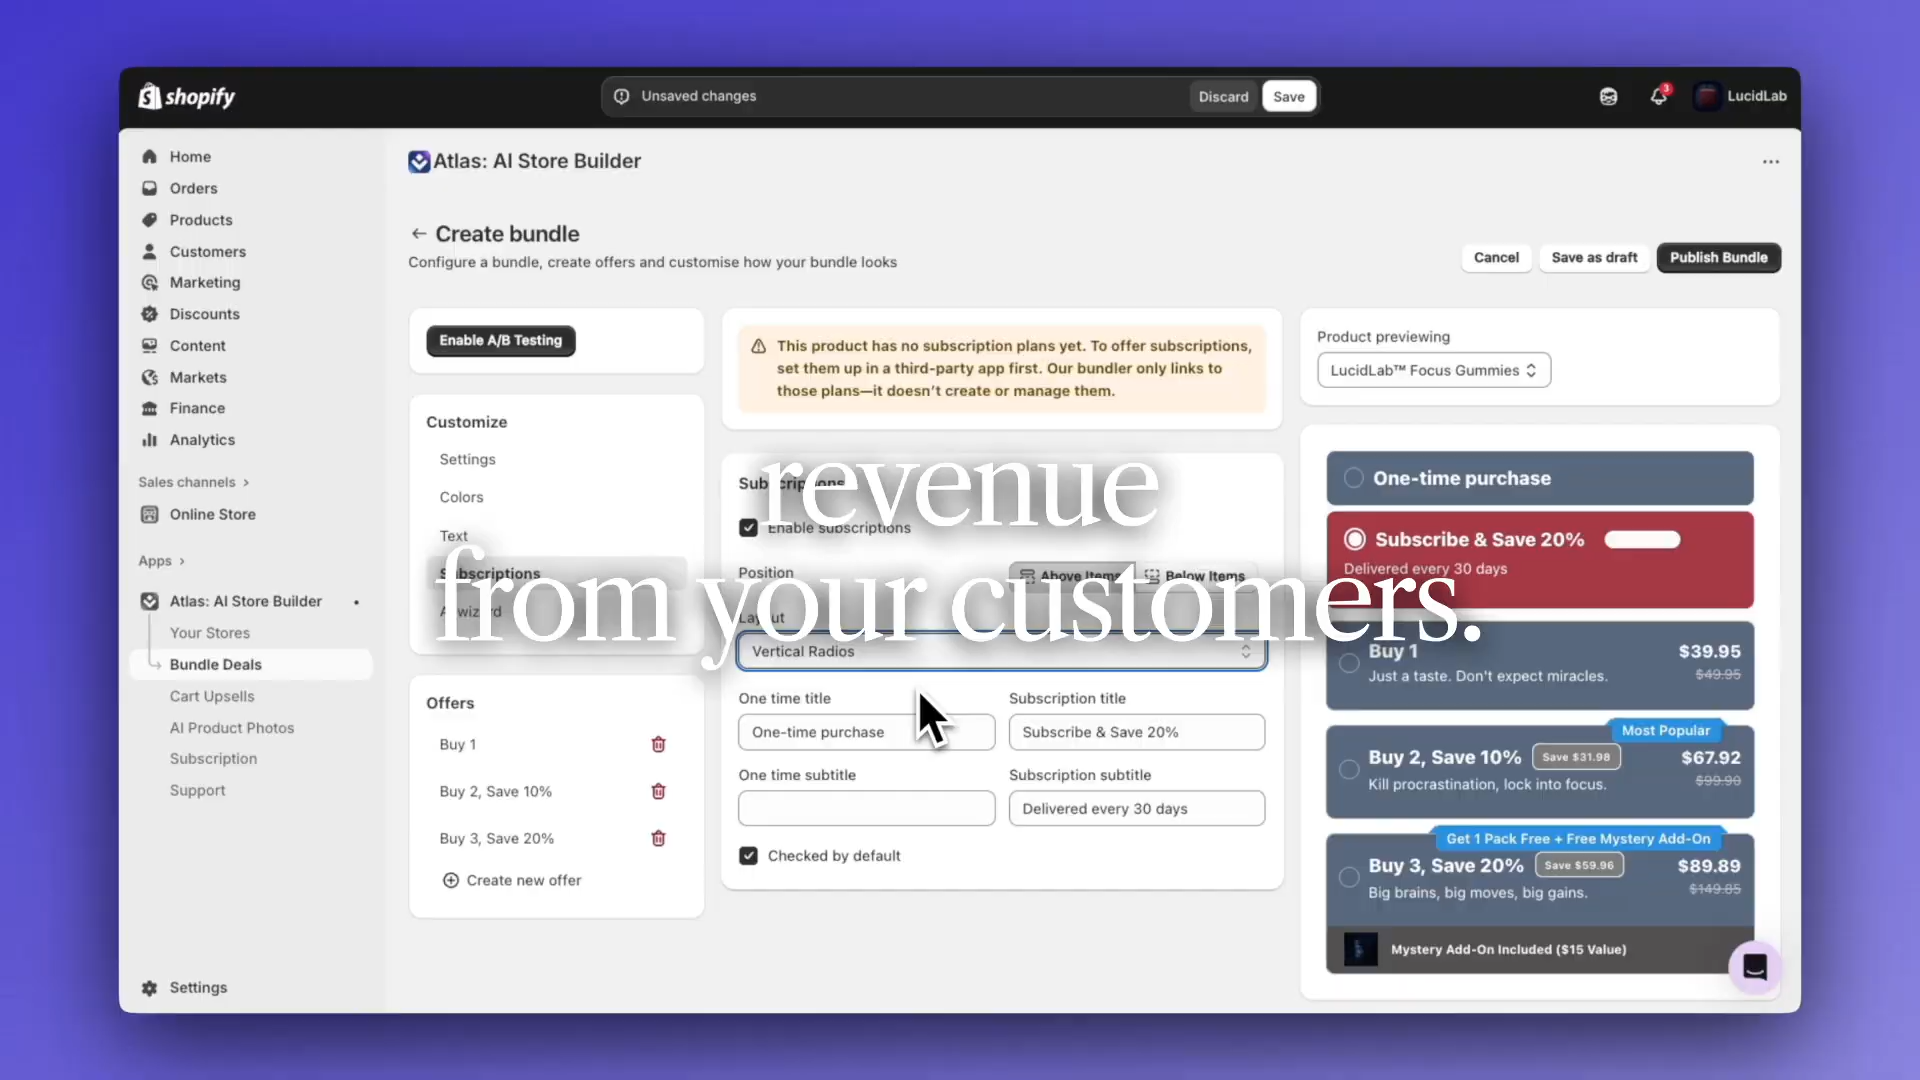 shopify
Unsaved changes
Discard
Save
3
LucidLab
Home
Orders
Products
Customers
Marketing
Discounts
Content
Markets
Finance
Analytics
Sales channels
Online Store
Apps
Atlas: AI Store Builder
Your Stores
Bundle Deals
Cart Upsells
AI Product Photos
Subscription
Support
Settings
Atlas: AI Store Builder
Create bundle
Configure a bundle, create offers and customise how your bundle looks
Cancel
Save as draft
Publish Bundle
Enable A/B Testing
Customize
Settings
Colors
Text
Subscriptions
Offers
Buy 1
Buy 2, Save 10%
Buy 3, Save 20%
Create new offer
This product has no subscription plans yet. To offer subscriptions,
set them up in a third-party app first. Our bundler only links to
those plans—it doesn't create or manage them.
Subscriptions
revenue
Enable subscriptions
Position
Above Items
Below Items
from your customers.
Layout
Vertical Radios
One time title
Subscription title
One-time purchase
Subscribe & Save 20%
One time subtitle
Subscription subtitle
Delivered every 30 days
Checked by default
Product previewing
LucidLab™ Focus Gummies
One-time purchase
Subscribe & Save 20%
Delivered every 30 days
Buy 1
$39.95
Just a taste. Don't expect miracles.
$49.95
Most Popular
Buy 2, Save 10%
Save $31.98
$67.92
Kill procrastination, lock into focus.
$99.90
Get 1 Pack Free + Free Mystery Add-On
Buy 3, Save 20%
Save $59.96
$89.89
Big brains, big moves, big gains.
$149.85
Mystery Add-On Included ($15 Value)